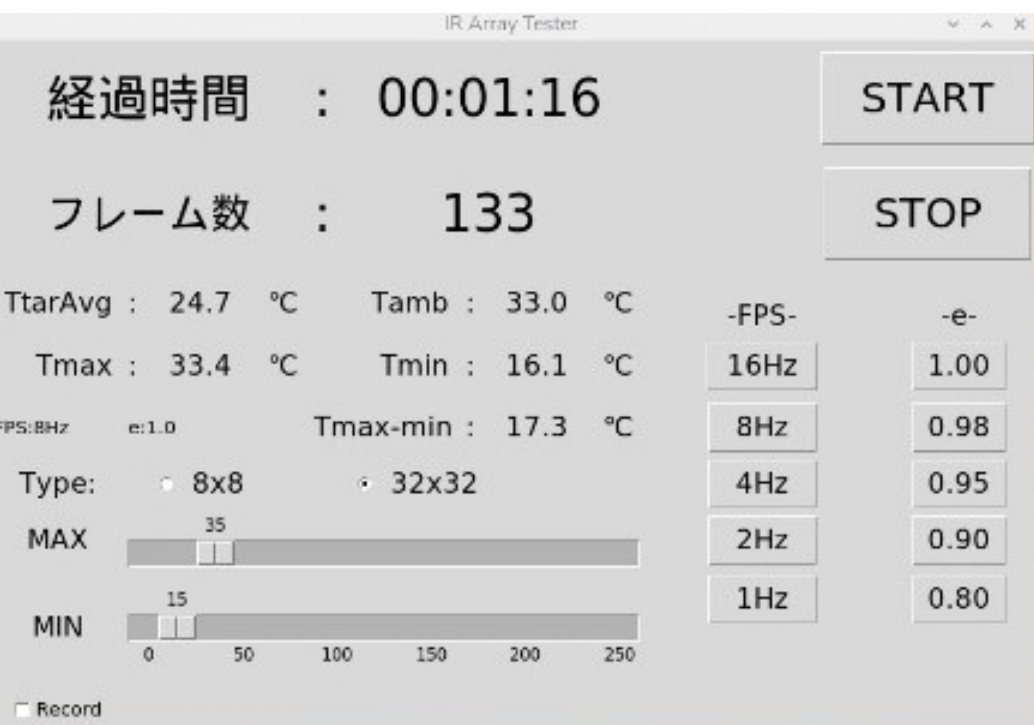 IR Array Tester
経過時間 : 00:01:16
START
フレーム数 : 133
STOP
TtarAvg : 24.7 ℃ Tamb : 33.0 ℃
-FPS- -e-
Tmax : 33.4 ℃ Tmin : 16.1 ℃
16Hz 1.00
FPS:8Hz e:1.0 Tmax-min : 17.3 ℃
8Hz 0.98
Type: 8x8 32x32
4Hz 0.95
35
MAX
2Hz 0.90
15
MIN
1Hz 0.80
0 50 100 150 200 250
Record